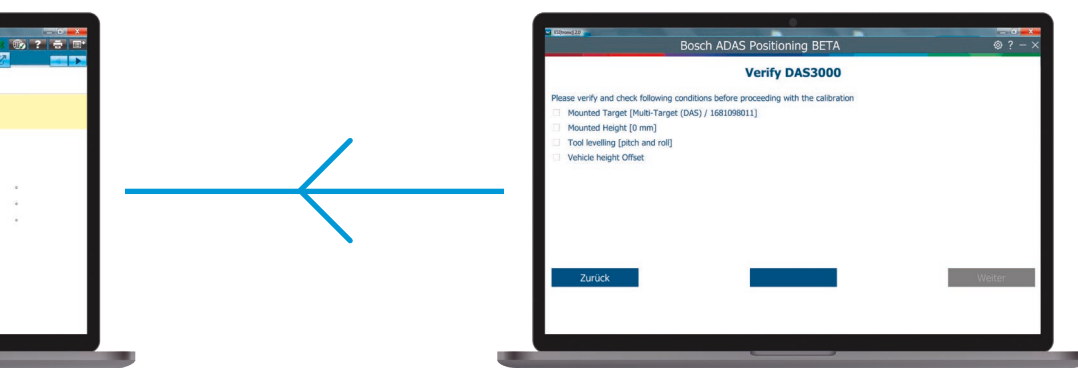 ?
Bosch ADAS Positioning BETA
?
Verify DAS3000
Please verify and check following conditions before proceeding with the calibration
Mounted Target [Multi-Target (DAS) / 1681098011]
Mounted Height [0 mm]
Tool levelling [pitch and roll]
Vehicle height Offset
Zurück
Weiter